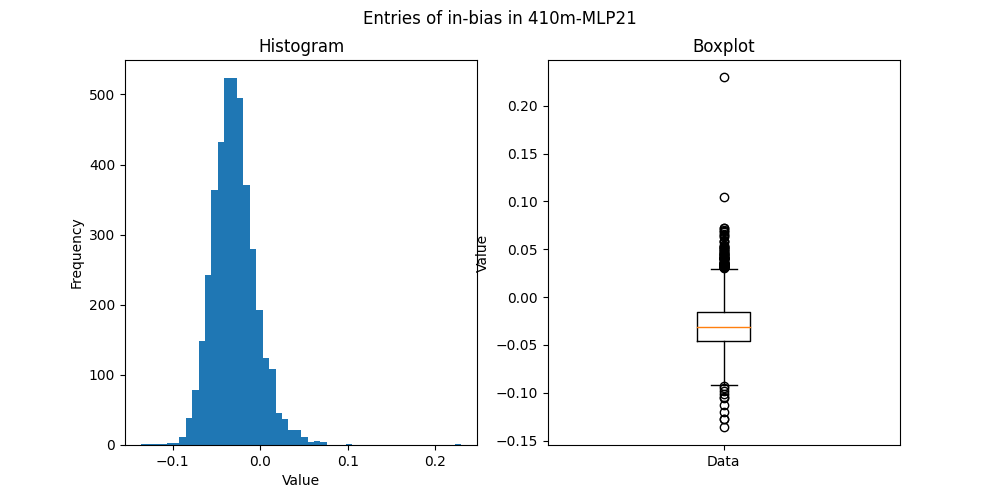 Entries of in-bias in 410m-MLP21
Histogram
Frequency
500
400
300
200
100
0
−0.1
0.0
0.1
0.2
Value
Boxplot
Value
0.20
0.15
0.10
0.05
0.00
−0.05
−0.10
−0.15
Data